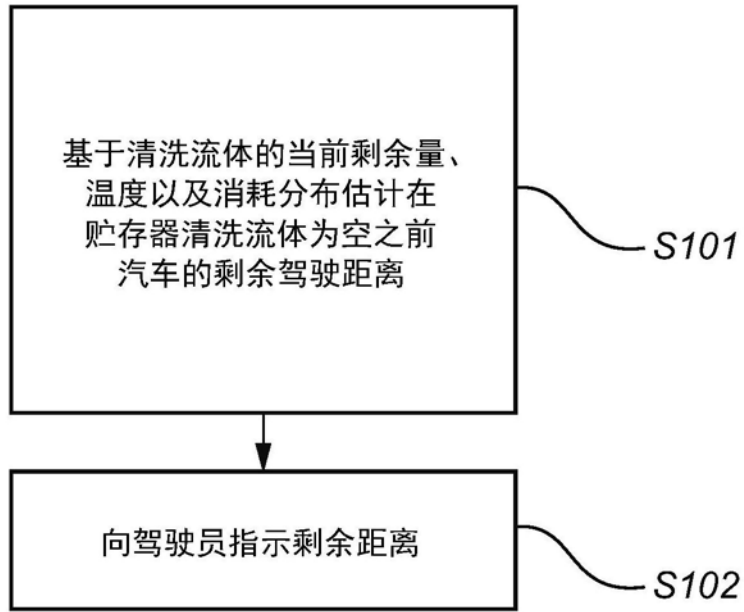 基于清洗流体的当前剩余量、
温度以及消耗分布估计在
贮存器清洗流体为空之前
汽车的剩余驾驶距离
S101
向驾驶员指示剩余距离
S102